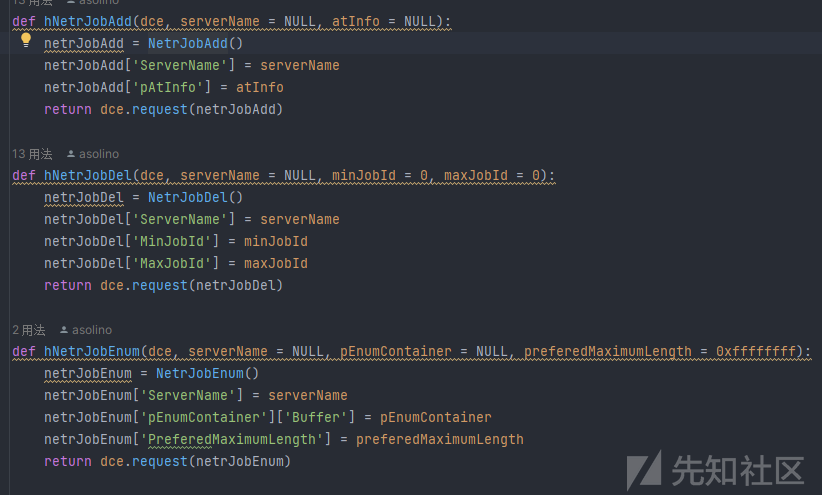 13 用法 asolino
def hNetrJobAdd(dce, serverName = NULL, atInfo = NULL):
netrJobAdd = NetrJobAdd()
netrJobAdd['ServerName'] = serverName
netrJobAdd['pAtInfo'] = atInfo
return dce.request(netrJobAdd)
13 用法 asolino
def hNetrJobDel(dce, serverName = NULL, minJobId = 0, maxJobId = 0):
netrJobDel = NetrJobDel()
netrJobDel['ServerName'] = serverName
netrJobDel['MinJobId'] = minJobId
netrJobDel['MaxJobId'] = maxJobId
return dce.request(netrJobDel)
2 用法 asolino
def hNetrJobEnum(dce, serverName = NULL, pEnumContainer = NULL, preferedMaximumLength = 0xffffffff):
netrJobEnum = NetrJobEnum()
netrJobEnum['ServerName'] = serverName
netrJobEnum['pEnumContainer']['Buffer'] = pEnumContainer
netrJobEnum['PreferedMaximumLength'] = preferedMaximumLength
return dce.request(netrJobEnum)
先知社区